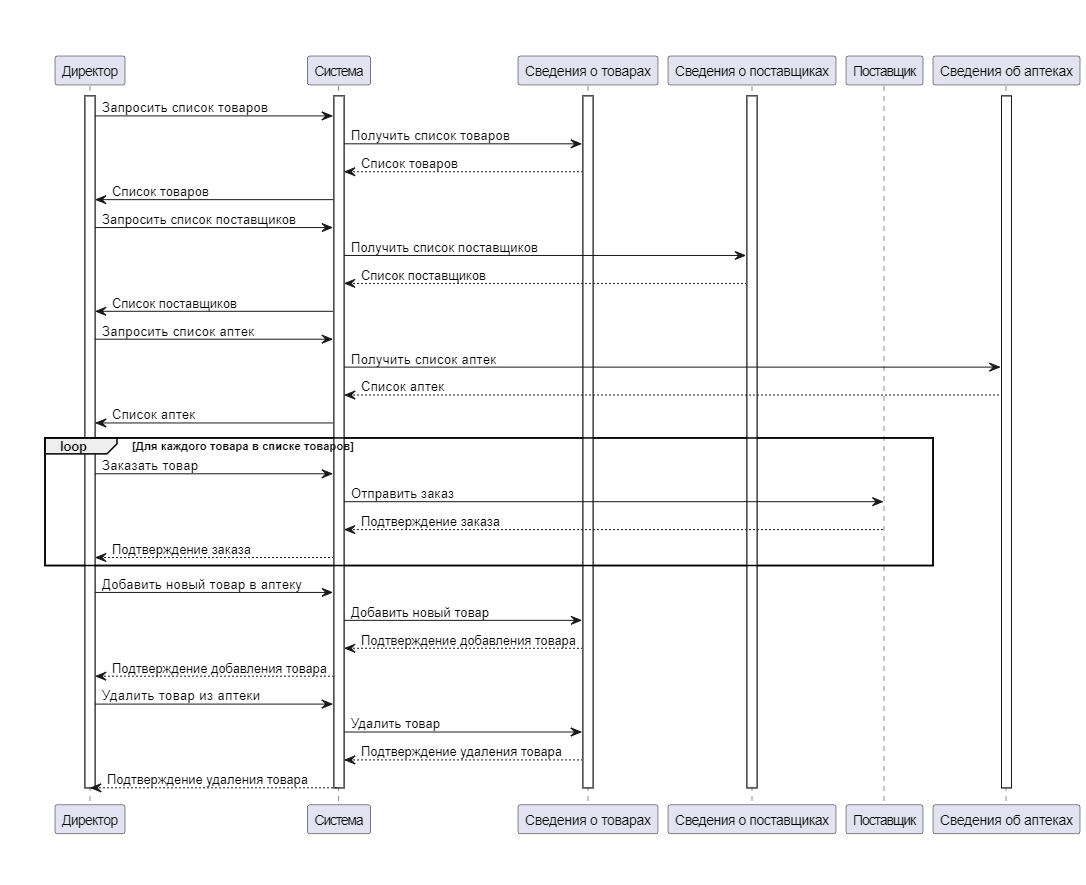 Директор
Система
Сведения о товарах
Сведения о поставщиках
Поставщик
Сведения об аптеках
Запросить список товаров
Получить список товаров
Список товаров
Список товаров
Запросить список поставщиков
Получить список поставщиков
Список поставщиков
Список поставщиков
Запросить список аптек
Получить список аптек
Список аптек
Список аптек
loop
[Для каждого товара в списке товаров]
Заказать товар
Отправить заказ
Подтверждение заказа
Подтверждение заказа
Добавить новый товар в аптеку
Добавить новый товар
Подтверждение добавления товара
Подтверждение добавления товара
Удалить товар из аптеки
Удалить товар
Подтверждение удаления товара
Подтверждение удаления товара
Директор
Система
Сведения о товарах
Сведения о поставщиках
Поставщик
Сведения об аптеках